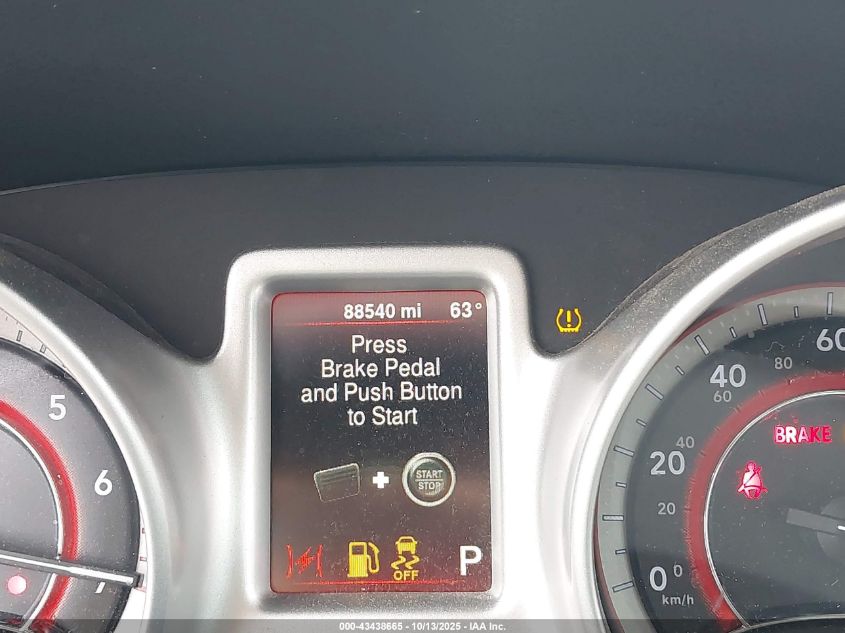 88540 mi 63°
Press
Brake Pedal
and Push Button
to Start
START
STOP
OFF
P
5
6
7
60
40
80
60
BRAKE
40
20
20
0
0
km/h
000-43438665 - 10/13/2025 - IAA Inc.